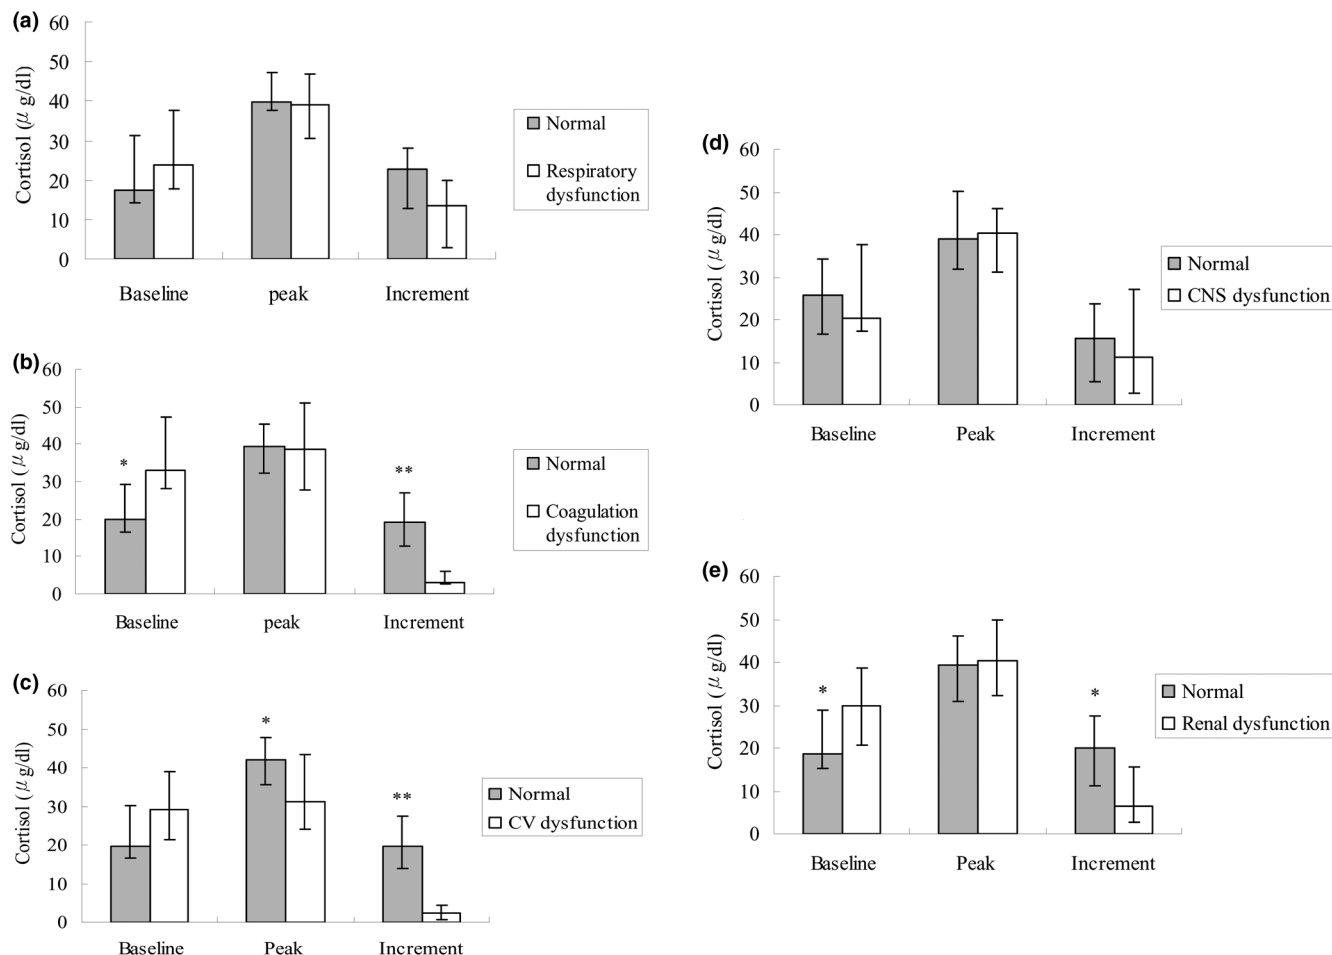 (a)
60
50
40
30
20
10
0
Cortisol (μ g/dl)
Baseline peak Increment
Normal
Respiratory
dysfunction
(b)
60
50
40
30
20
10
0
Cortisol (μ g/dl)
*
**
Baseline peak Increment
Normal
Coagulation
dysfunction
(c)
60
50
40
30
20
10
0
Cortisol (μ g/dl)
*
**
Baseline Peak Increment
Normal
CV dysfunction
(d)
60
50
40
30
20
10
0
Cortisol (μ g/dl)
Baseline Peak Increment
Normal
CNS dysfunction
(e)
60
50
40
30
20
10
0
Cortisol (μ g/dl)
*
*
Baseline Peak Increment
Normal
Renal dysfunction